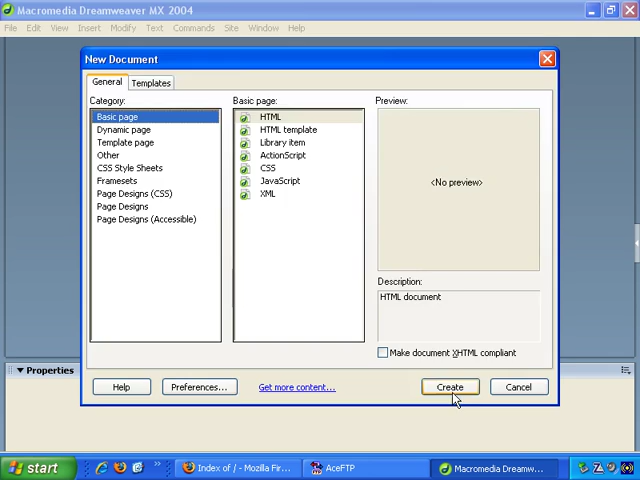 Macromedia Dreamweaver MX 2004
File Edit View Insert Modify Text Commands Site Window Help
New Document
General Templates
Category: Basic page: Preview:
Basic page
Dynamic page
Template page
Other
CSS Style Sheets
Framesets
Page Designs (CSS)
Page Designs
Page Designs (Accessible)
HTML
HTML template
Library item
ActionScript
CSS
JavaScript
XML
<No preview>
Description:
HTML document
Make document XHTML compliant
Properties
Help Preferences... Get more content... Create Cancel
start Index of / - Mozilla Fir... AceFTP Macromedia Dreamw...